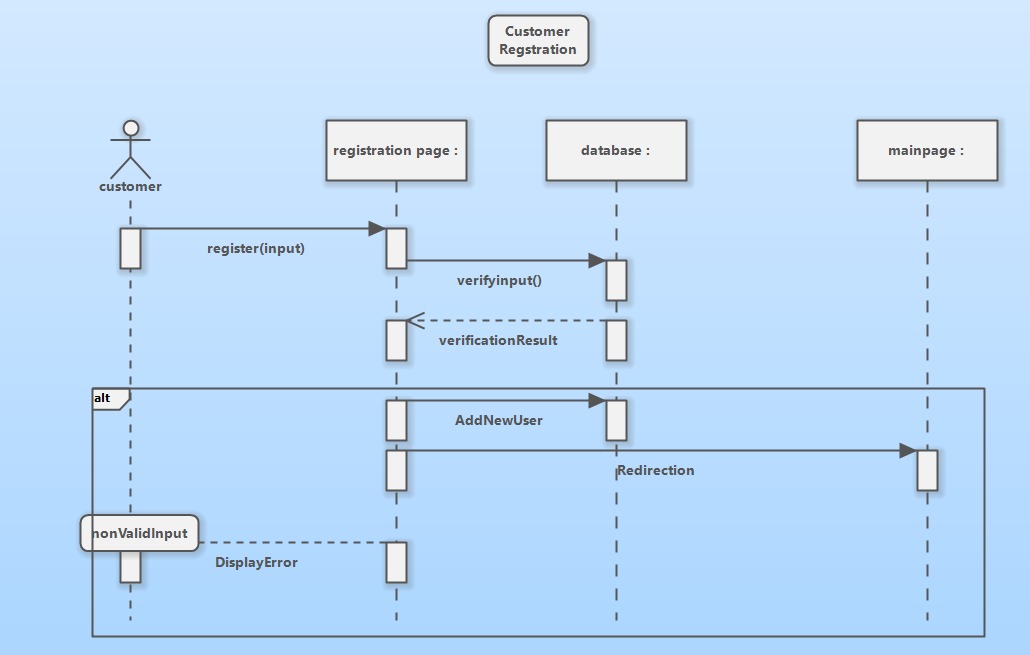 Customer
Regstration
customer
registration page :
database :
mainpage :
register(input)
verifyinput()
verificationResult
alt
AddNewUser
Redirection
nonValidInput
DisplayError